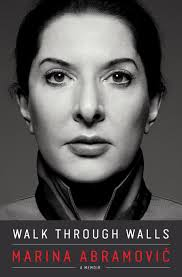 WALK THROUGH WALLS
MARINA ABRAMOVIĆ
A MEMOIR